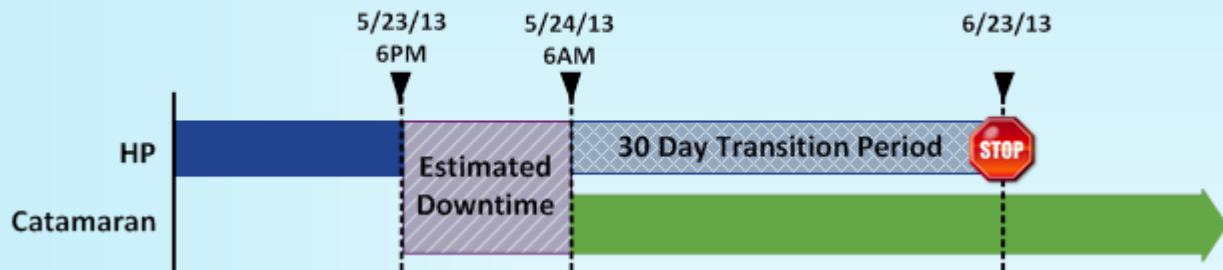 5/23/13
6PM
5/24/13
6AM
6/23/13
HP
Estimated
Downtime
30 Day Transition Period
STOP
Catamaran